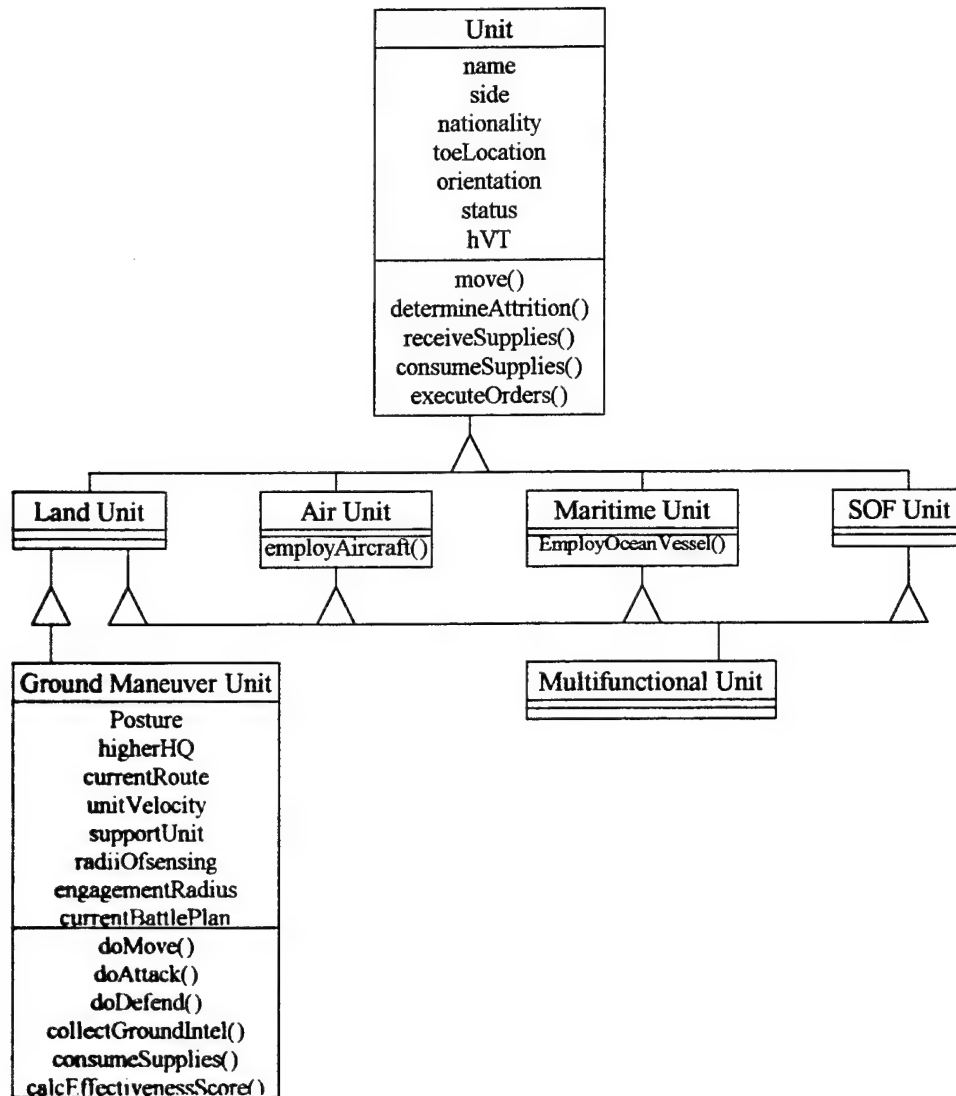 Unit
name
side
nationality
toeLocation
orientation
status
hVT
move()
determineAttrition()
receiveSupplies()
consumeSupplies()
executeOrders()
Land Unit
Air Unit
employAircraft()
Maritime Unit
EmployOceanVessel()
SOF Unit
Ground Maneuver Unit
Posture
higherHQ
currentRoute
unitVelocity
supportUnit
radiiOfsensing
engagementRadius
currentBattlePlan
doMove()
doAttack()
doDefend()
collectGroundIntel()
consumeSupplies()
calcEffectivenessScore()
Multifunctional Unit